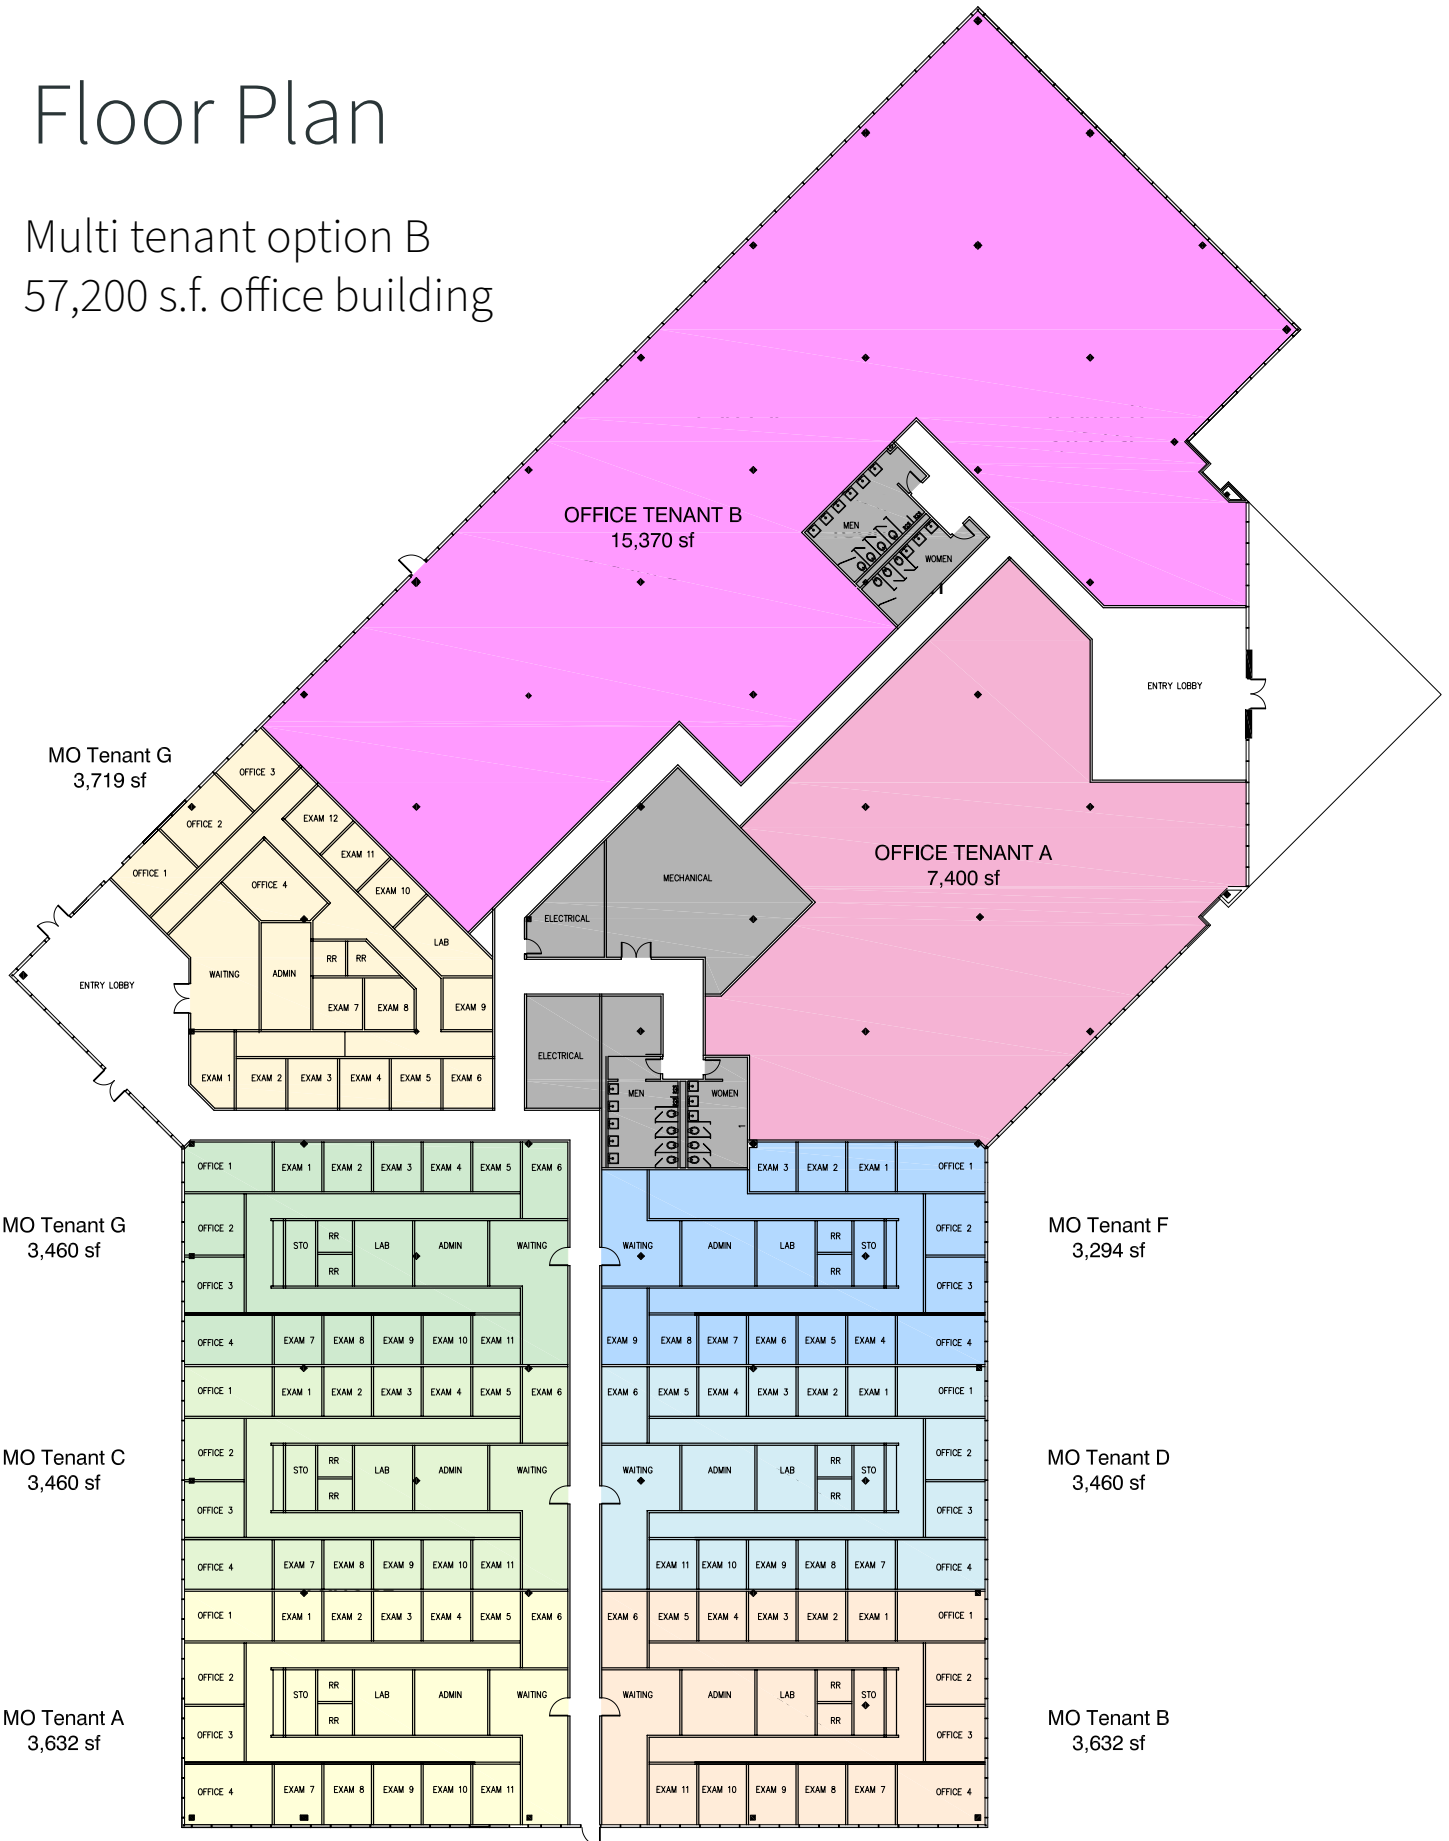 Floor Plan
Multi tenant option B
57,200 s.f. office building
OFFICE TENANT B
15,370 sf
MEN
WOMEN
ENTRY LOBBY
OFFICE TENANT A
7,400 sf
MECHANICAL
ELECTRICAL
ELECTRICAL
MEN
WOMEN
MO Tenant G
3,719 sf
OFFICE 3
OFFICE 2
OFFICE 1
EXAM 12
EXAM 11
EXAM 10
OFFICE 4
LAB
WAITING
ADMIN
RR
RR
EXAM 7
EXAM 8
EXAM 9
ENTRY LOBBY
EXAM 1
EXAM 2
EXAM 3
EXAM 4
EXAM 5
EXAM 6
MO Tenant G
3,460 sf
OFFICE 1
EXAM 1
EXAM 2
EXAM 3
EXAM 4
EXAM 5
EXAM 6
OFFICE 2
STO
RR
RR
LAB
ADMIN
WAITING
OFFICE 3
OFFICE 4
EXAM 7
EXAM 8
EXAM 9
EXAM 10
EXAM 11
MO Tenant F
3,294 sf
EXAM 3
EXAM 2
EXAM 1
OFFICE 1
WAITING
ADMIN
LAB
RR
RR
STO
OFFICE 2
OFFICE 3
EXAM 9
EXAM 8
EXAM 7
EXAM 6
EXAM 5
EXAM 4
OFFICE 4
MO Tenant C
3,460 sf
OFFICE 1
EXAM 1
EXAM 2
EXAM 3
EXAM 4
EXAM 5
EXAM 6
OFFICE 2
STO
RR
RR
LAB
ADMIN
WAITING
OFFICE 3
OFFICE 4
EXAM 7
EXAM 8
EXAM 9
EXAM 10
EXAM 11
MO Tenant D
3,460 sf
EXAM 6
EXAM 5
EXAM 4
EXAM 3
EXAM 2
EXAM 1
OFFICE 1
WAITING
ADMIN
LAB
RR
RR
STO
OFFICE 2
OFFICE 3
EXAM 11
EXAM 10
EXAM 9
EXAM 8
EXAM 7
OFFICE 4
MO Tenant A
3,632 sf
OFFICE 1
EXAM 1
EXAM 2
EXAM 3
EXAM 4
EXAM 5
EXAM 6
OFFICE 2
STO
RR
RR
LAB
ADMIN
WAITING
OFFICE 3
OFFICE 4
EXAM 7
EXAM 8
EXAM 9
EXAM 10
EXAM 11
MO Tenant B
3,632 sf
EXAM 6
EXAM 5
EXAM 4
EXAM 3
EXAM 2
EXAM 1
OFFICE 1
WAITING
ADMIN
LAB
RR
RR
STO
OFFICE 2
OFFICE 3
EXAM 11
EXAM 10
EXAM 9
EXAM 8
EXAM 7
OFFICE 4